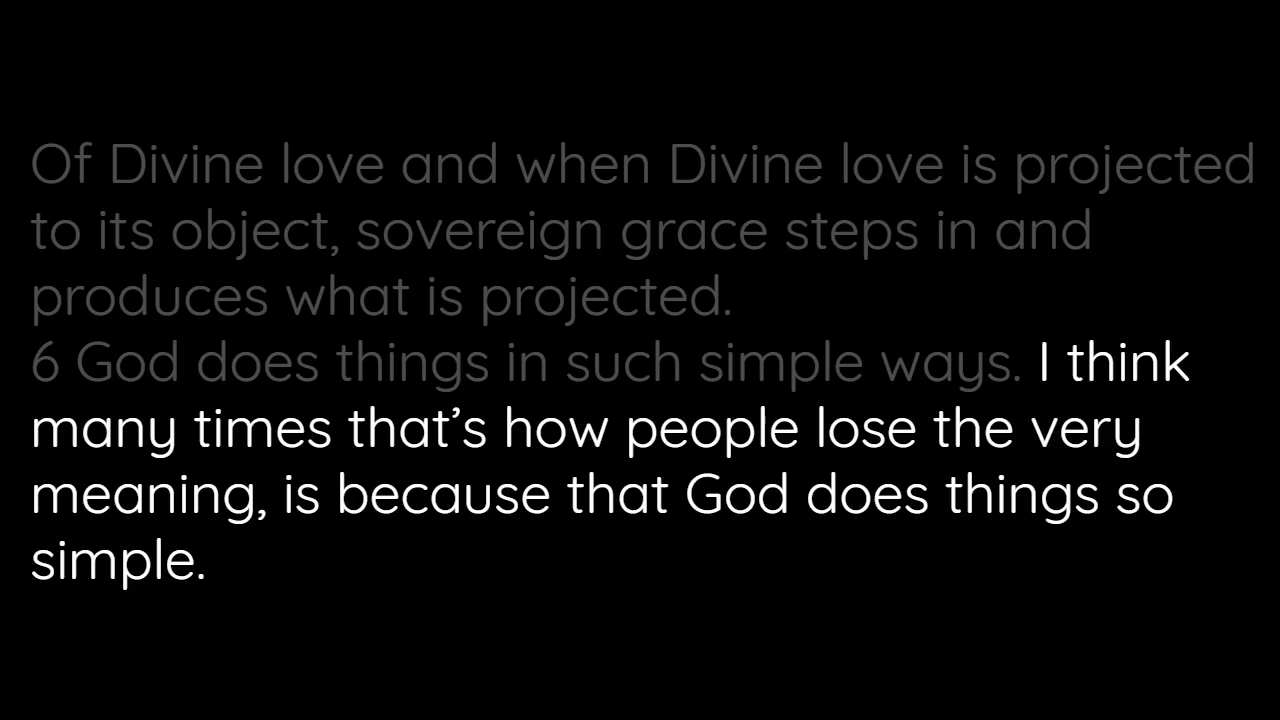 Of Divine love and when Divine love is projected
to its object, sovereign grace steps in and
produces what is projected.
6 God does things in such simple ways. I think
many times that’s how people lose the very
meaning, is because that God does things so
simple.